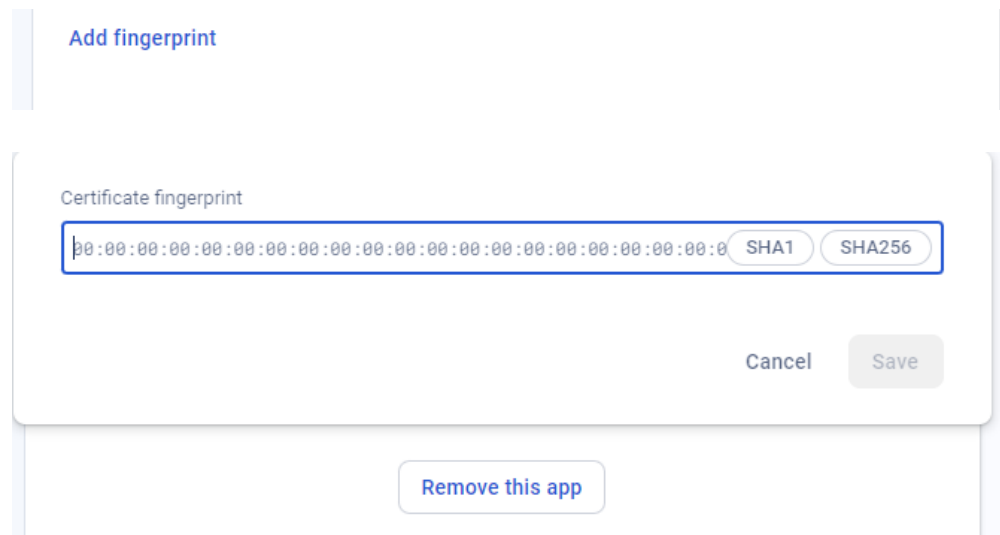 Add fingerprint
Certificate fingerprint
00:00:00:00:00:00:00:00:00:00:00:00:00:00:00:00:00:00:00:00:0 SHA1 SHA256
Cancel Save
Remove this app